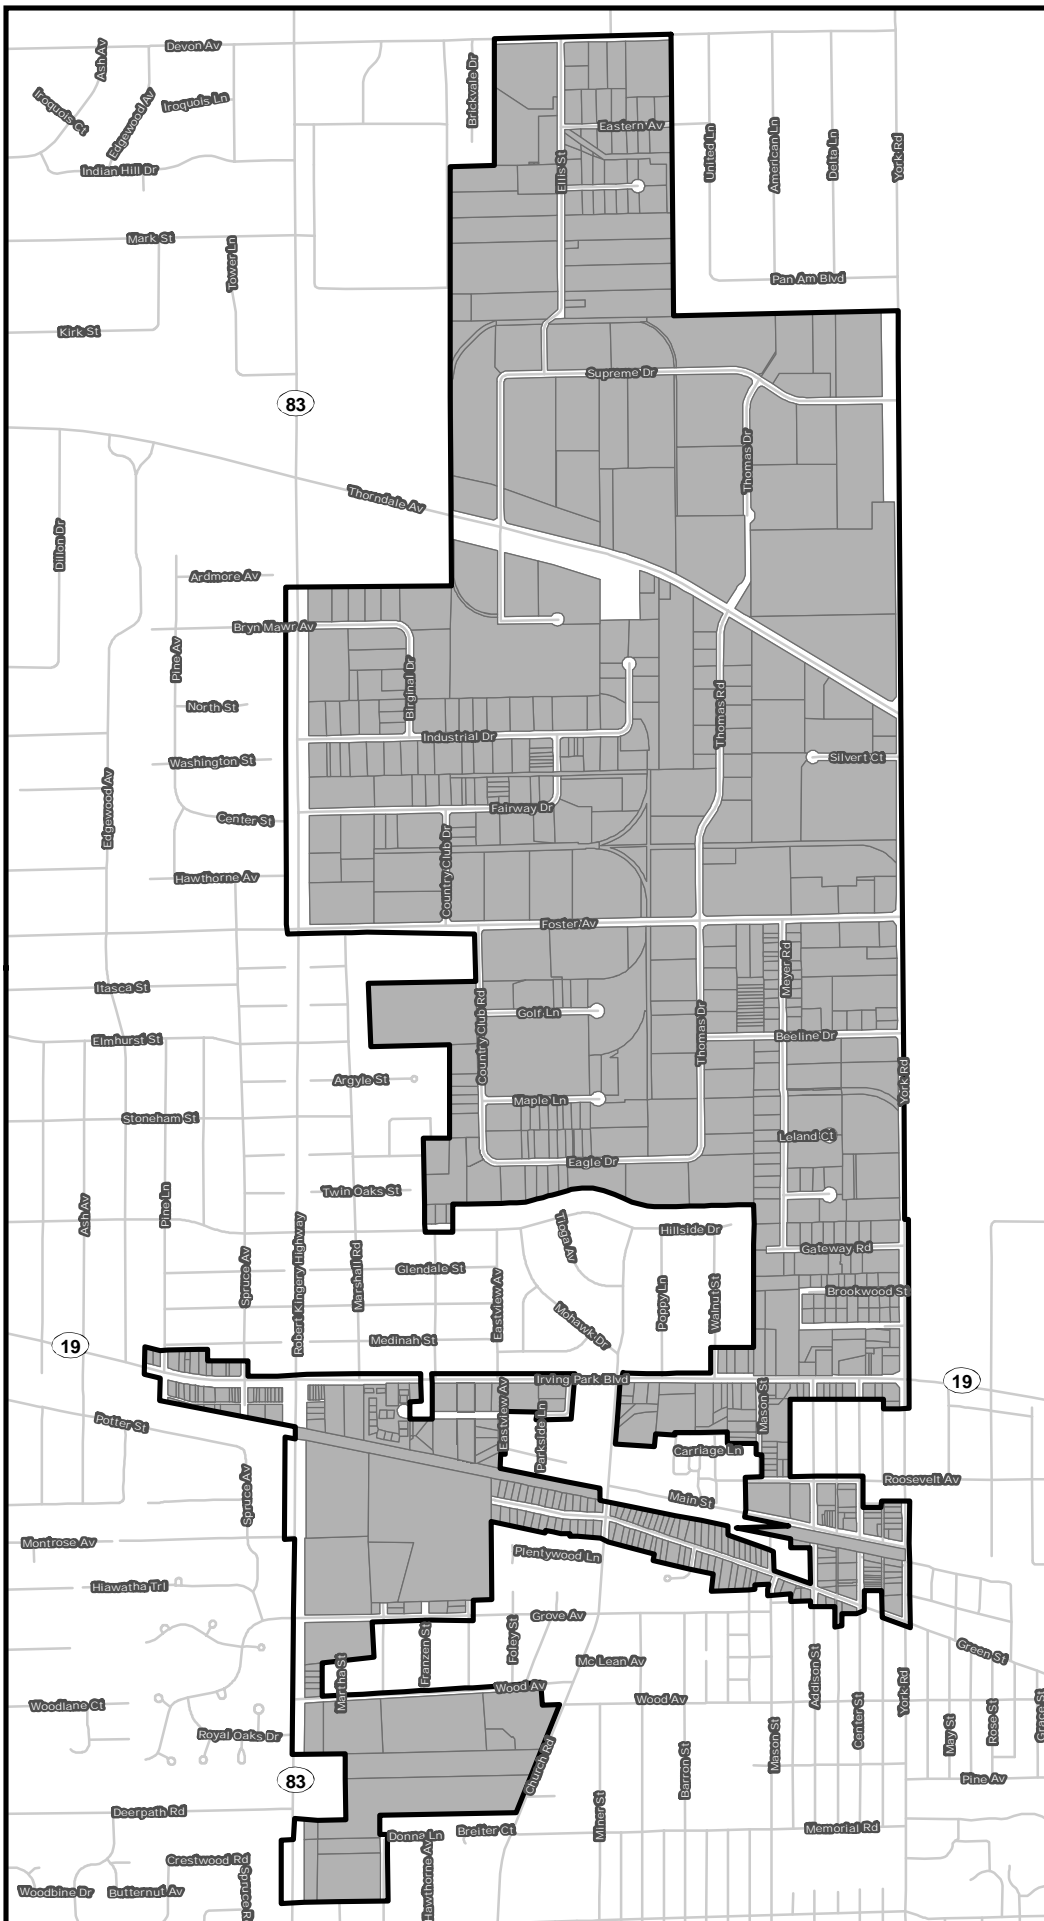 Devon Av
Ash Av
Brickvale Dr
Iroquois Ct
Edgewood Av
Iroquois Ln
Eastern Av
United Ln
American Ln
Delta Ln
York Rd
Indian Hill Dr
Ellis St
Mark St
Tower Ln
Pan Am Blvd
Kirk St
Supreme Dr
83
Thomas Dr
Thorndale Av
Dillon Dr
Ardmore Av
Bryn Mawr Av
Pine Av
Birginal Dr
North St
Thomas Rd
Industrial Dr
Washington St
Silvert Ct
Edgewood Av
Fairway Dr
Center St
Country Club Dr
Hawthorne Av
Foster Av
Meyer Rd
Itasca St
Country Club Rd
Golf Ln
Thomas Dr
Elmhurst St
Beeline Dr
Argyle St
York Rd
Maple Ln
Stoneham St
Leland Ct
Eagle Dr
Twin Oaks St
Ash Av
Pine Ln
Tioga Av
Hillside Dr
Robert Kingery Highway
Marshall Rd
Spruce Av
Glendale St
Gateway Rd
Eastview Av
Poppy Ln
Walnut St
Brookwood St
Mohawk Dr
Medinah St
19
Irving Park Blvd
19
Mason St
Eastview Av
Parkside Ln
Potter St
Carriage Ln
Roosevelt Av
Spruce Av
Main St
Montrose Av
Plentywood Ln
Hiawatha Trl
Grove Av
Franzen St
Foley St
Green St
Martha St
Mc Lean Av
Addison St
York Rd
Wood Av
Wood Av
Woodlane Ct
Center St
Grace St
Rose St
May St
Royal Oaks Dr
Mason St
Church Rd
Barron St
83
Pine Av
Deerpath Rd
Miner St
Donna Ln
Breiter Ct
Memorial Rd
Crestwood Rd
Hawthorne Av
Woodbine Dr
Butternut Av
Spruce R